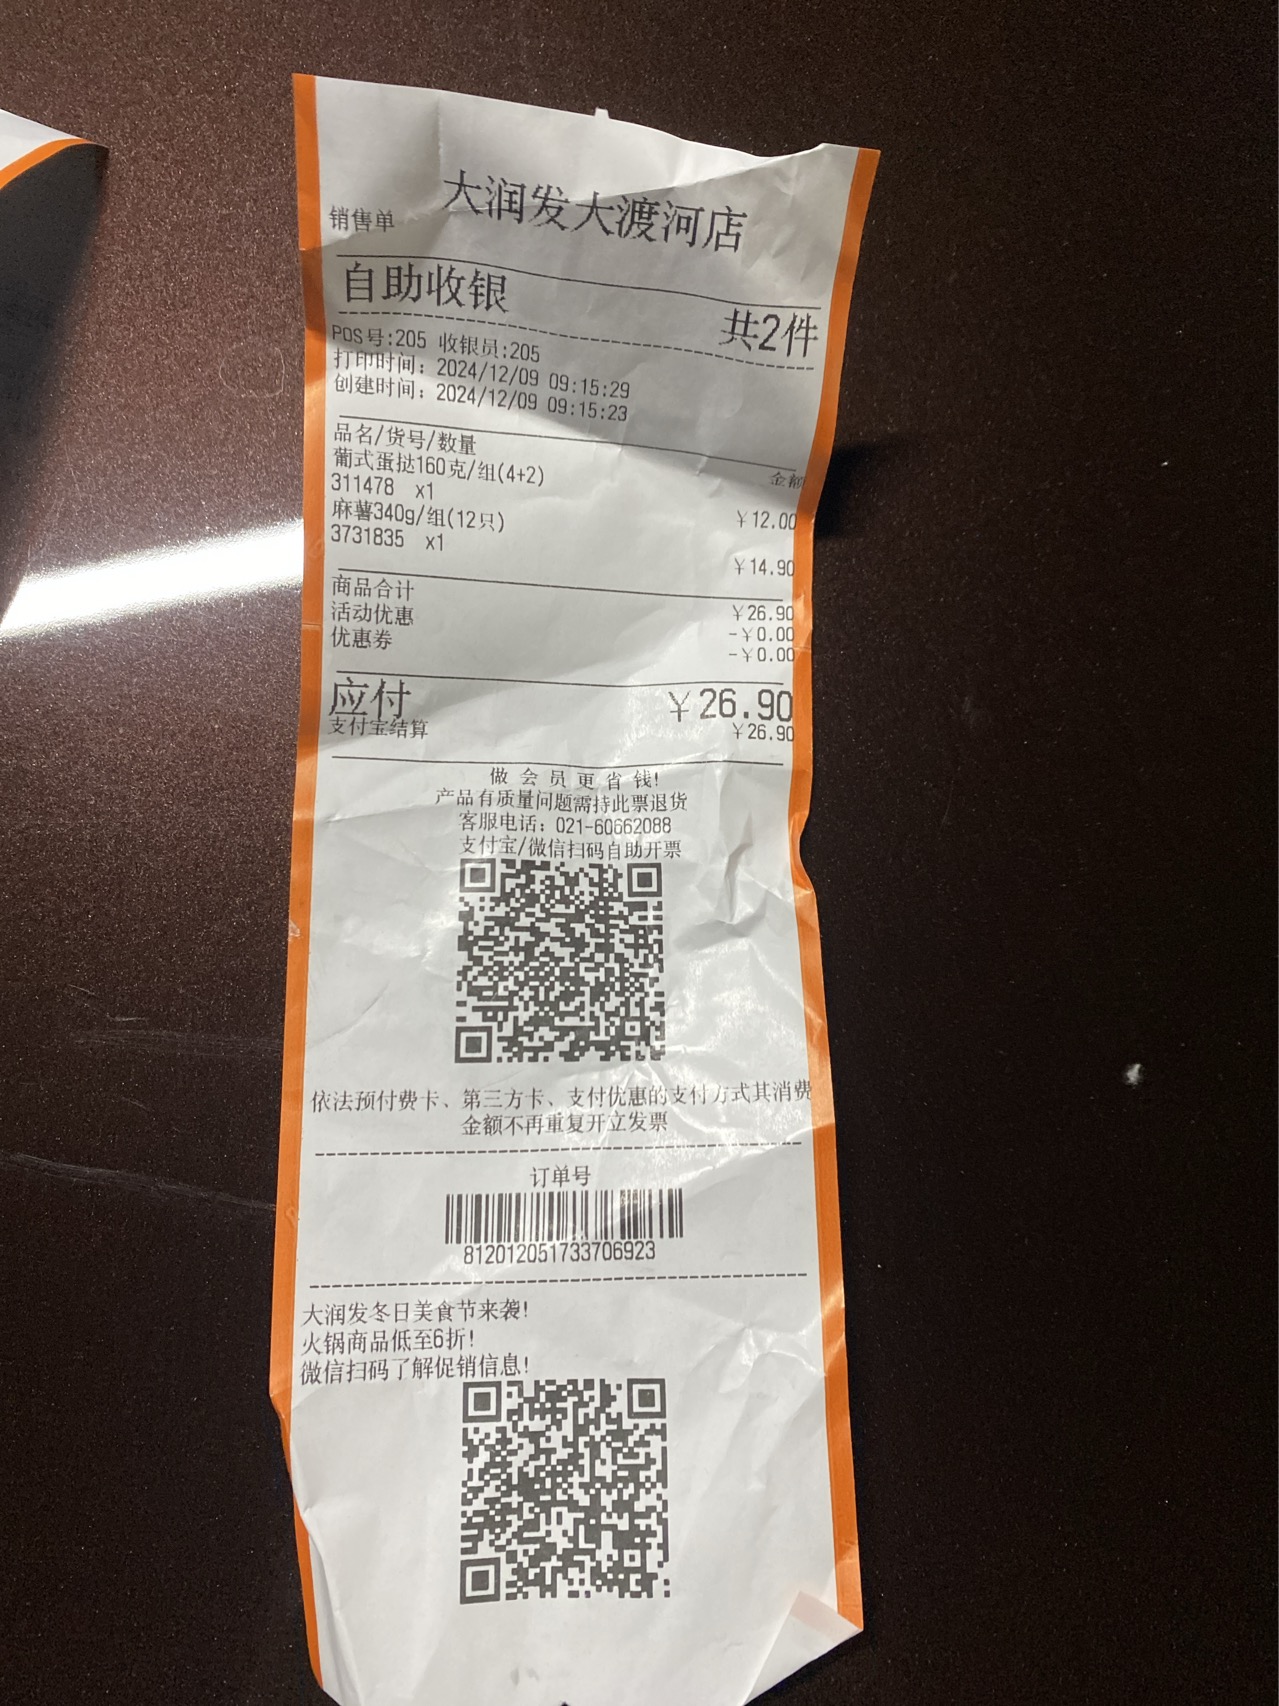 大润发大渡河店
销售单
自助收银
共2件
POS号:205 收银员:205
打印时间: 2024/12/09 09:15:29
创建时间: 2024/12/09 09:15:23
品名/货号/数量 金额
葡式蛋挞160克/组(4+2)
311478 x1 ¥12.00
麻薯340g/组(12只)
3731835 x1 ¥14.90
商品合计 ¥26.90
活动优惠 -¥0.00
优惠券 -¥0.00
应付 ¥26.90
支付宝结算 ¥26.90
做会员更省钱!
产品有质量问题需持此票退货
客服电话: 021-60662088
支付宝/微信扫码自助开票
依法预付费卡、第三方卡、支付优惠的支付方式其消费
金额不再重复开立发票
订单号
812012051733706923
大润发冬日美食节来袭!
火锅商品低至6折!
微信扫码了解促销信息!